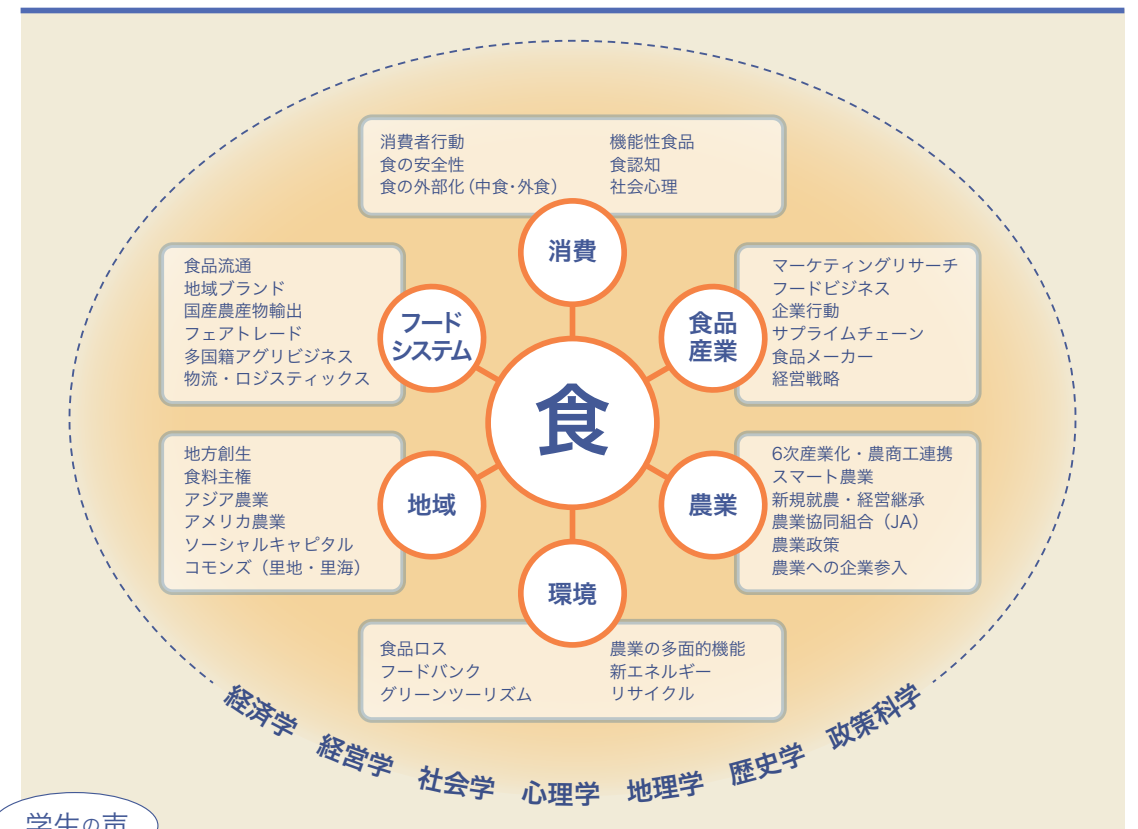 消費者行動
食の安全性
食の外部化（中食・外食）
機能性食品
食認知
社会心理
消費
食品流通
地域ブランド
国産農産物輸出
フェアトレード
多国籍アグリビジネス
物流・ロジスティックス
フード
システム
マーケティングリサーチ
フードビジネス
企業行動
サプライムチェーン
食品メーカー
経営戦略
食品
産業
食
地方創生
食料主権
アジア農業
アメリカ農業
ソーシャルキャピタル
コモンズ（里地・里海）
地域
6次産業化・農商工連携
スマート農業
新規就農・経営継承
農業協同組合（JA）
農業政策
農業への企業参入
農業
環境
食品ロス
フードバンク
グリーンツーリズム
農業の多面的機能
新エネルギー
リサイクル
経済学 経営学 社会学 心理学 地理学 歴史学 政策科学
学生の声